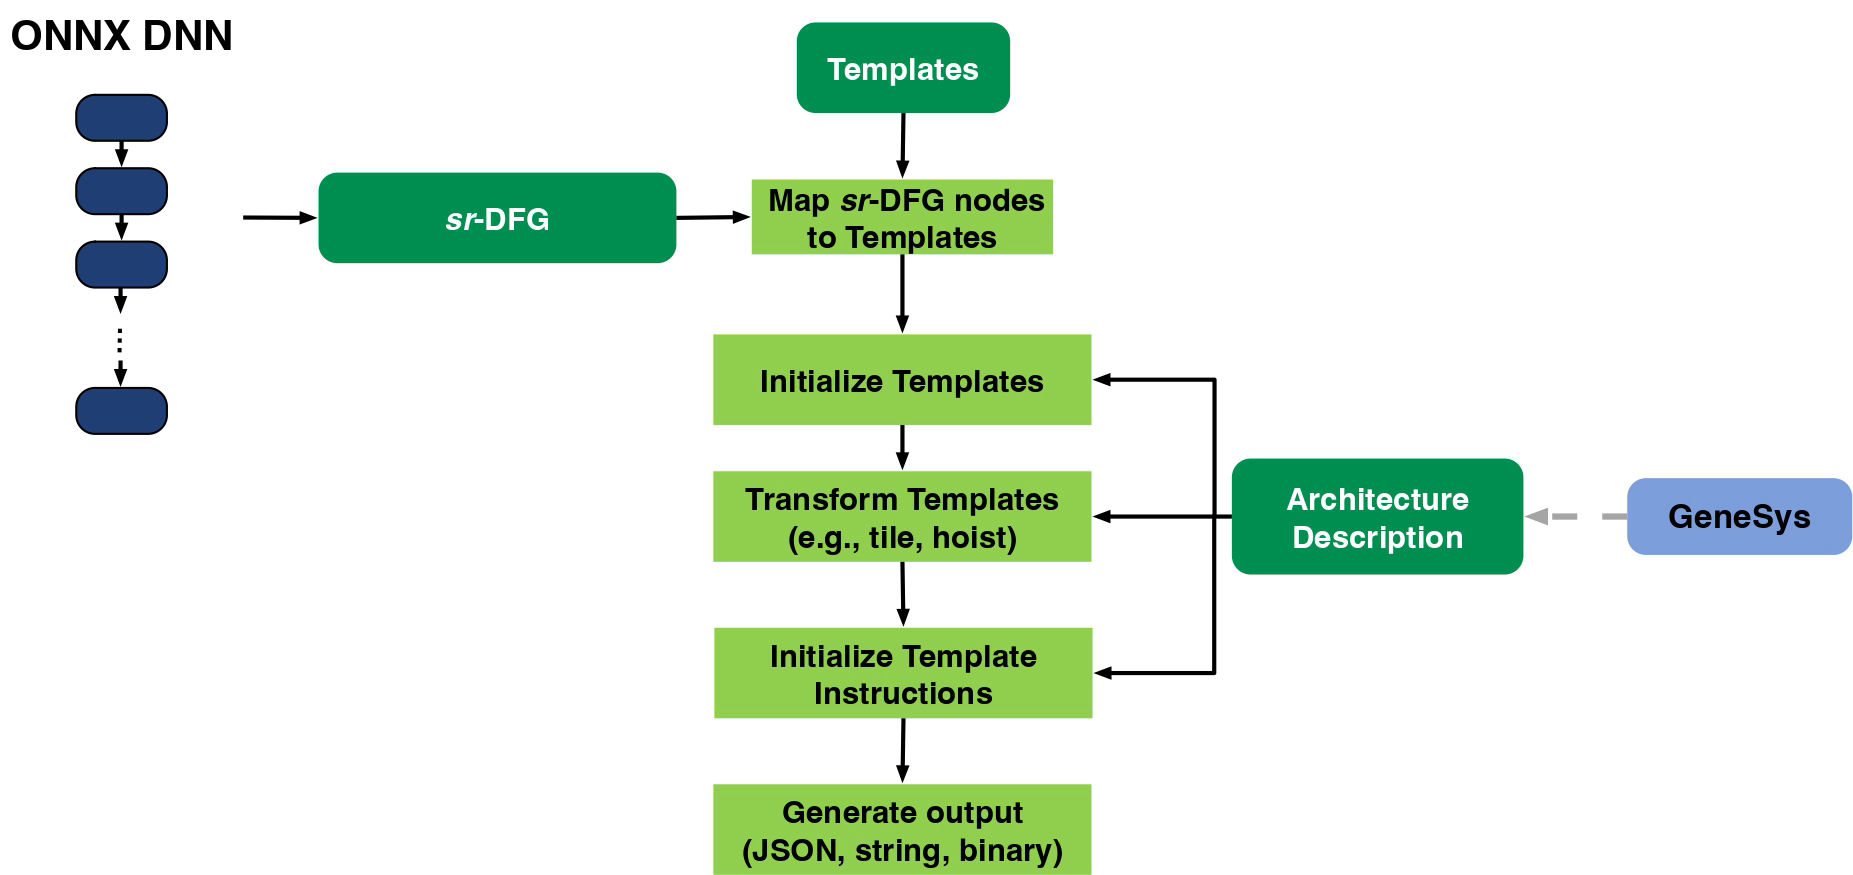 ONNX DNN
Templates
sr-DFG
Map sr-DFG nodes
to Templates
Initialize Templates
Transform Templates
(e.g., tile, hoist)
Architecture
Description
GeneSys
Initialize Template
Instructions
Generate output
(JSON, string, binary)